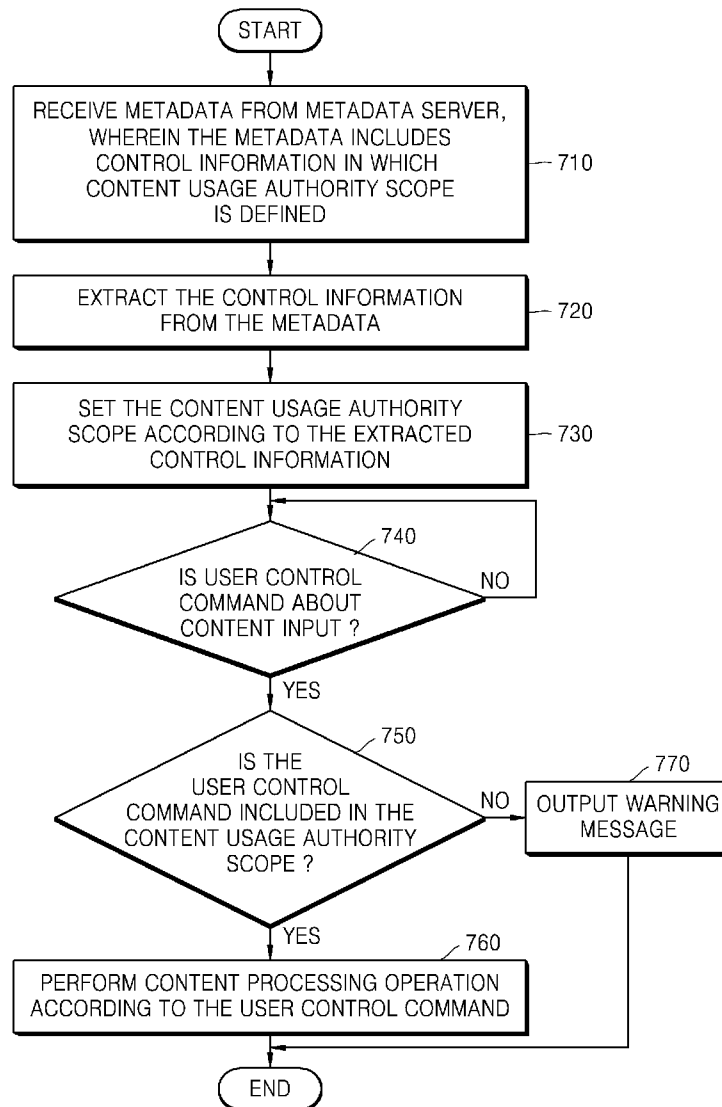 START
RECEIVE METADATA FROM METADATA SERVER,
WHEREIN THE METADATA INCLUDES
CONTROL INFORMATION IN WHICH
CONTENT USAGE AUTHORITY SCOPE
IS DEFINED
710
EXTRACT THE CONTROL INFORMATION
FROM THE METADATA
720
SET THE CONTENT USAGE AUTHORITY
SCOPE ACCORDING TO THE EXTRACTED
CONTROL INFORMATION
730
740
IS USER CONTROL
COMMAND ABOUT
CONTENT INPUT ?
NO
YES
750
IS THE
USER CONTROL
COMMAND INCLUDED IN THE
CONTENT USAGE AUTHORITY
SCOPE ?
NO
770
OUTPUT WARNING
MESSAGE
YES
760
PERFORM CONTENT PROCESSING OPERATION
ACCORDING TO THE USER CONTROL COMMAND
END